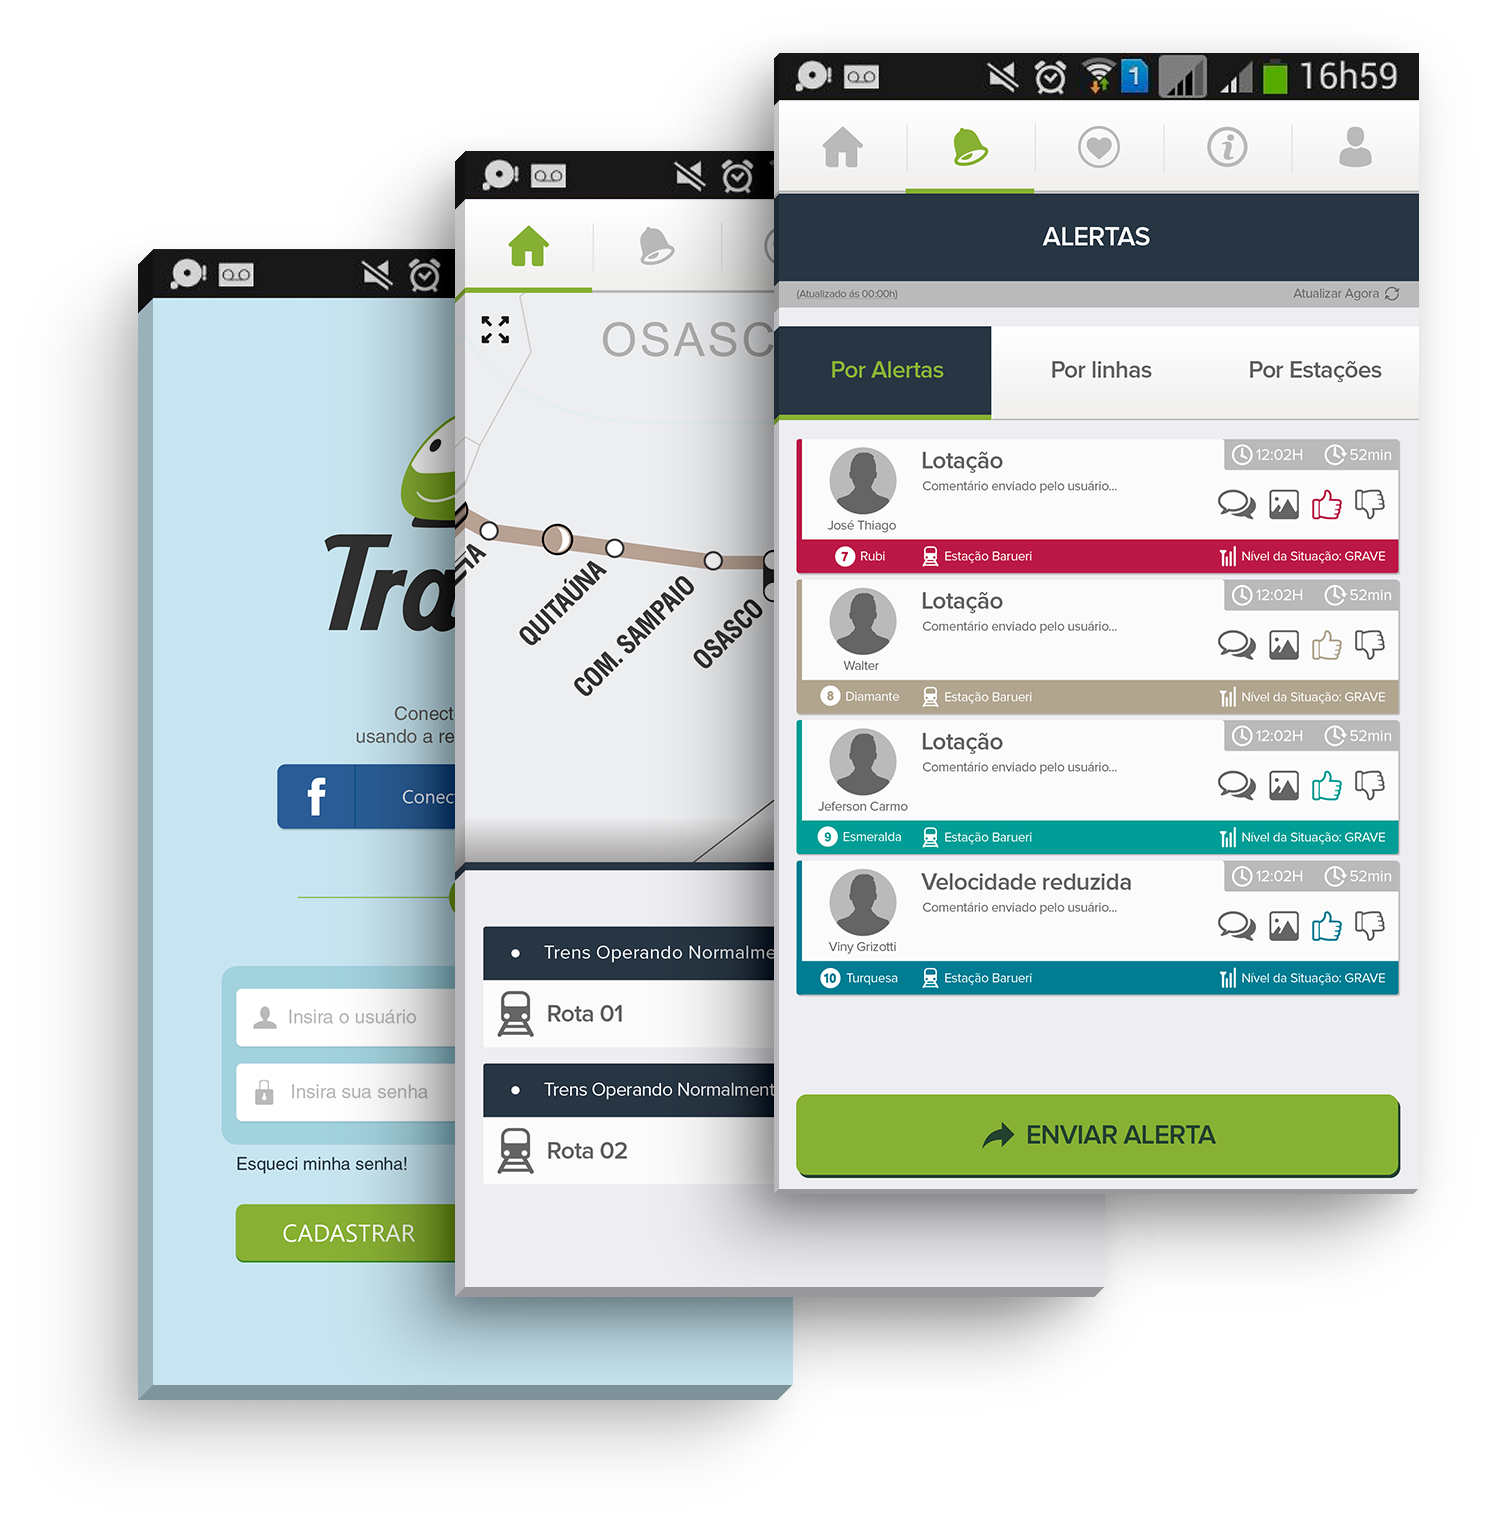 16h59
1
ALERTAS
(Atualizado ás 00:00h)
Atualizar Agora
Por Alertas
Por linhas
Por Estações
Lotação
Comentário enviado pelo usuário...
12:02H
52min
José Thiago
7 Rubi
Estação Barueri
Nível da Situação: GRAVE
Lotação
Comentário enviado pelo usuário...
12:02H
52min
Walter
8 Diamante
Estação Barueri
Nível da Situação: GRAVE
Lotação
Comentário enviado pelo usuário...
12:02H
52min
Jeferson Carmo
9 Esmeralda
Estação Barueri
Nível da Situação: GRAVE
Velocidade reduzida
Comentário enviado pelo usuário...
12:02H
52min
Viny Grizotti
10 Turquesa
Estação Barueri
Nível da Situação: GRAVE
ENVIAR ALERTA
OSASC
QUITAÚNA
COM. SAMPAIO
OSASCO
Trens Operando Normalme
Rota 01
Trens Operando Normalment
Rota 02
Tra
Conect
usando a re
f
Conec
Insira o usuário
Insira sua senha
Esqueci minha senha!
CADASTRAR